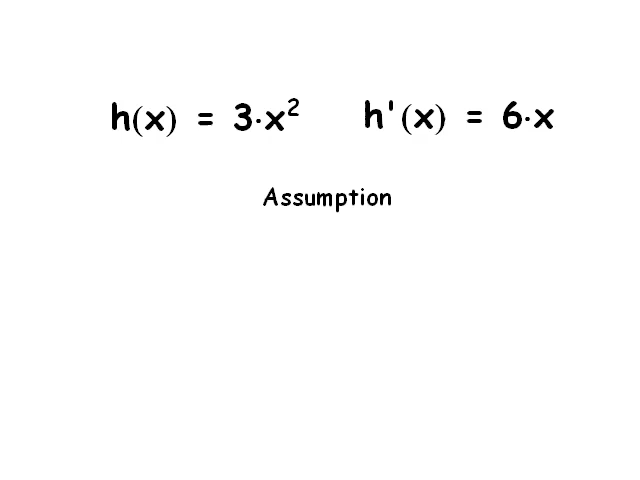 h(x) = 3·x² h'(x) = 6·x
Assumption